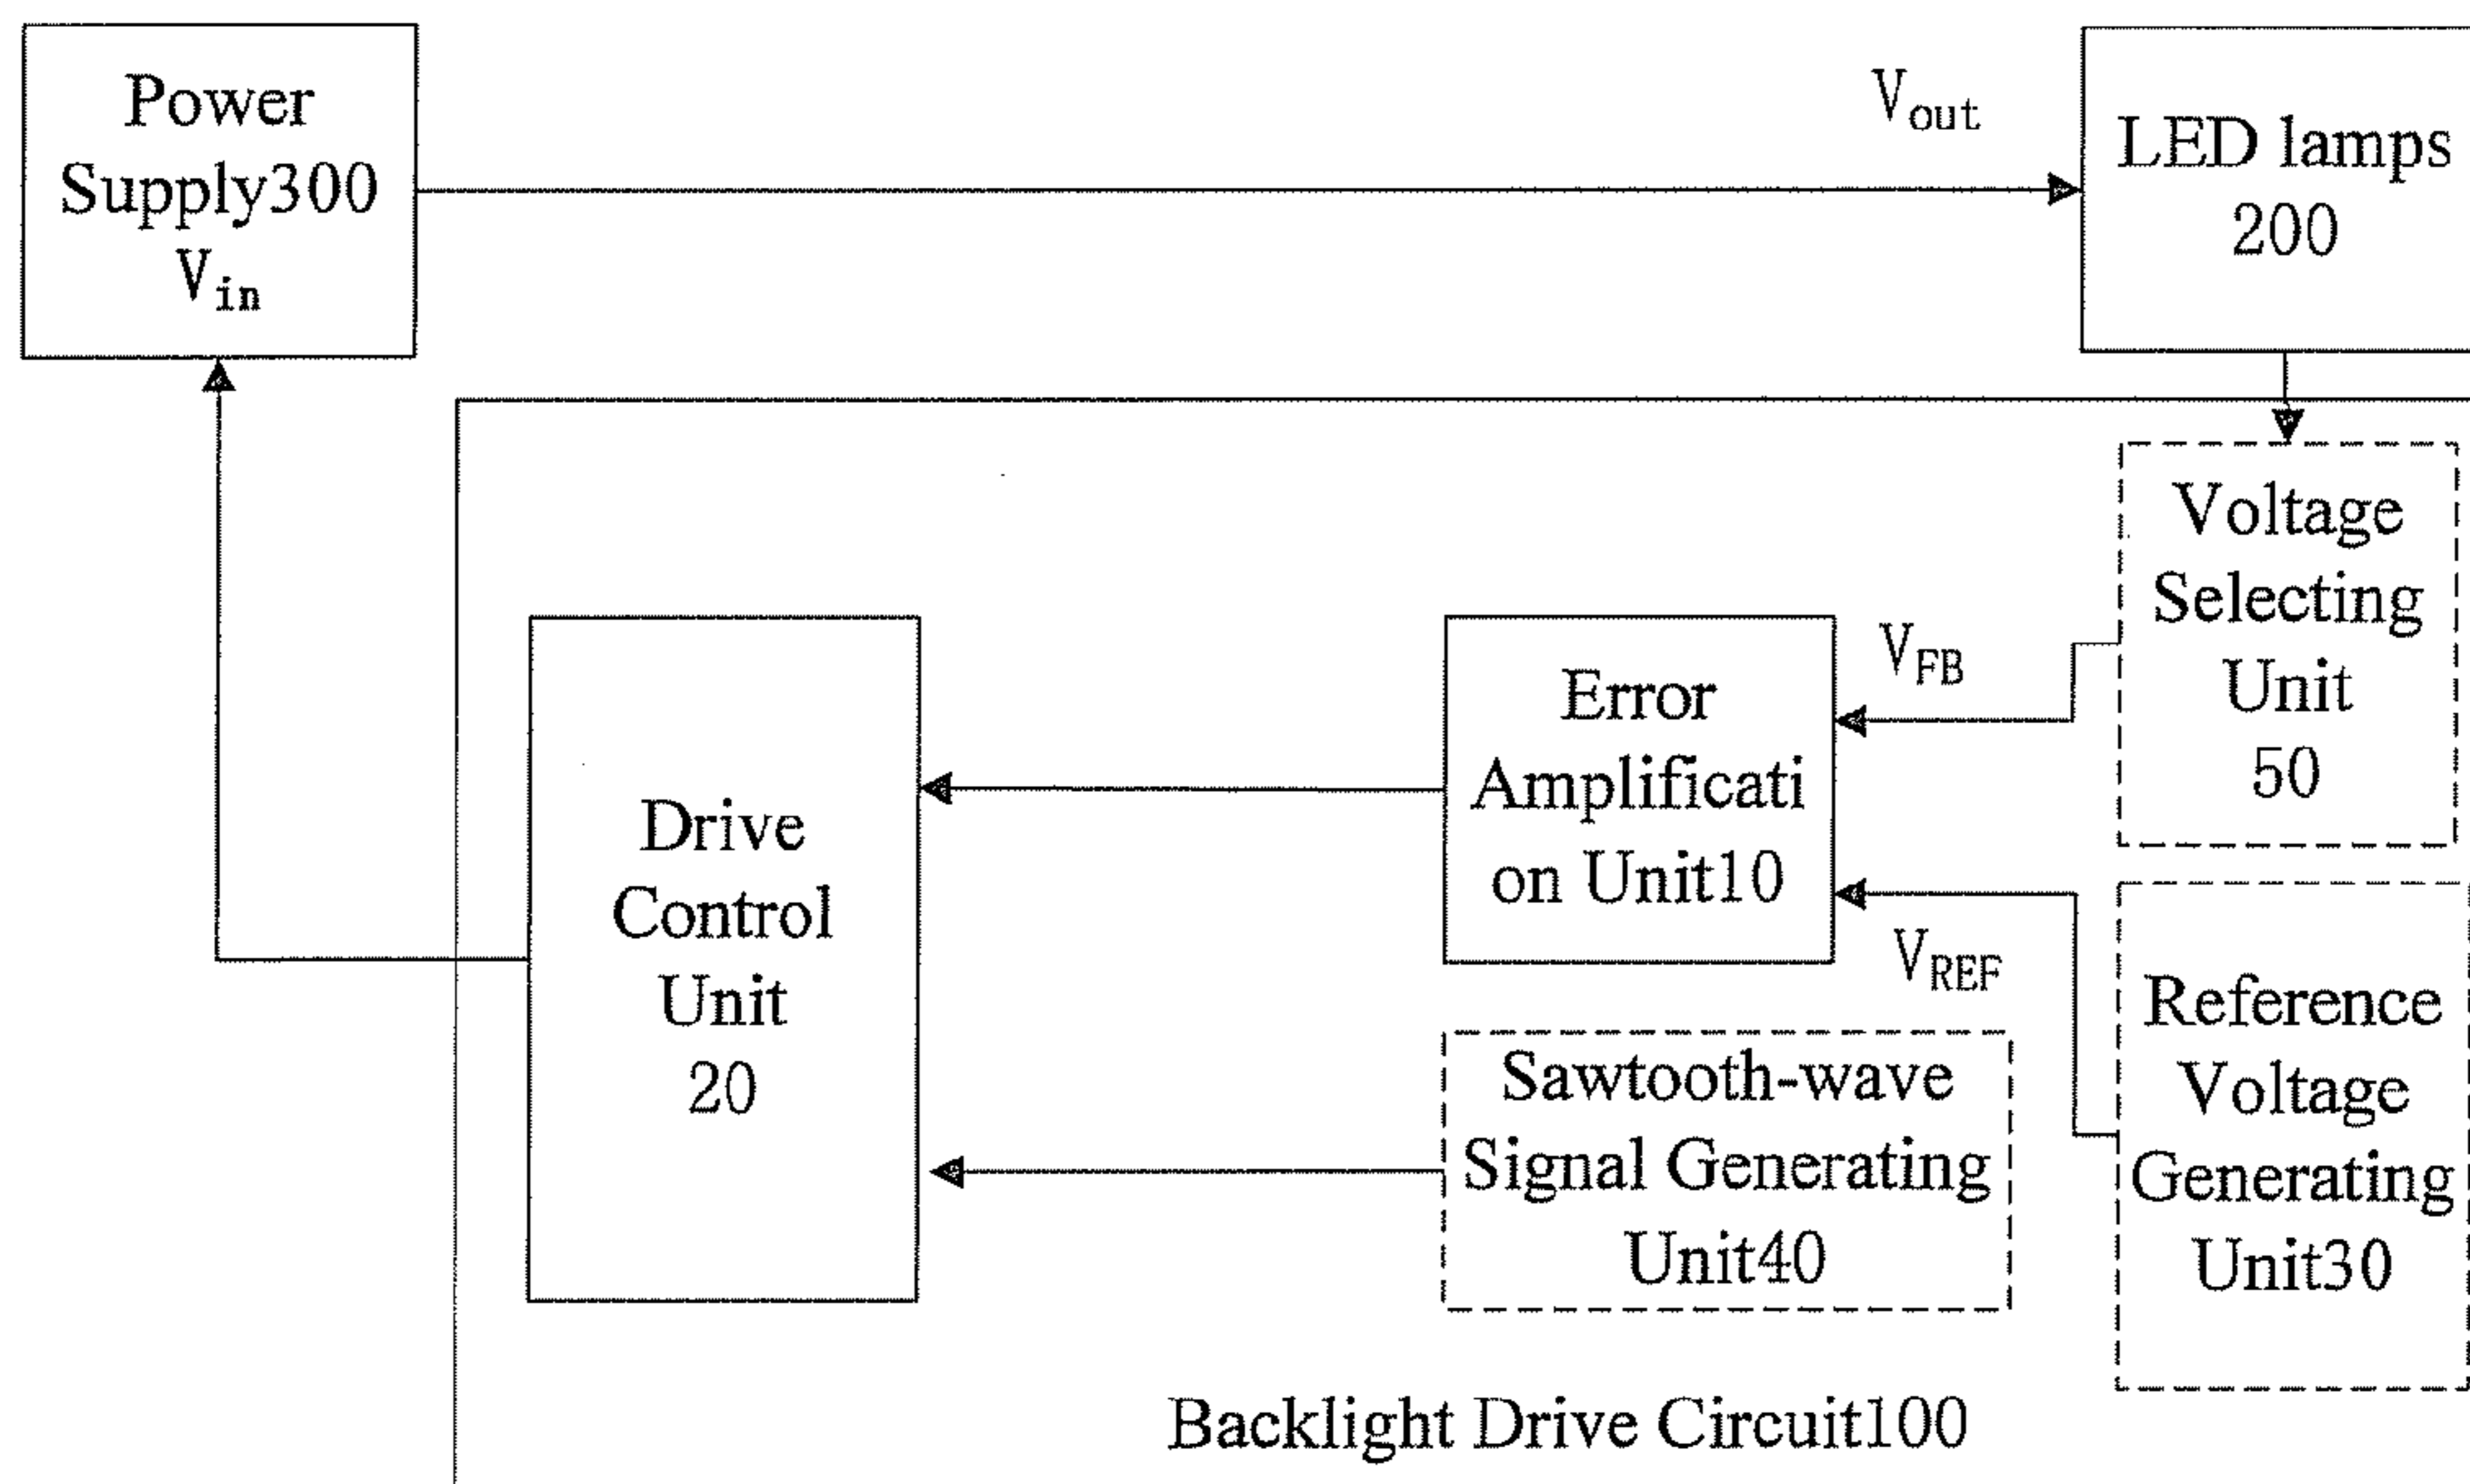 Power
Supply300
Vin
Vout
LED lamps
200
Voltage
Selecting
Unit
50
VFB
Error
Amplificati
on Unit10
VREF
Drive
Control
Unit
20
Sawtooth-wave
Signal Generating
Unit40
Reference
Voltage
Generating
Unit30
Backlight Drive Circuit100